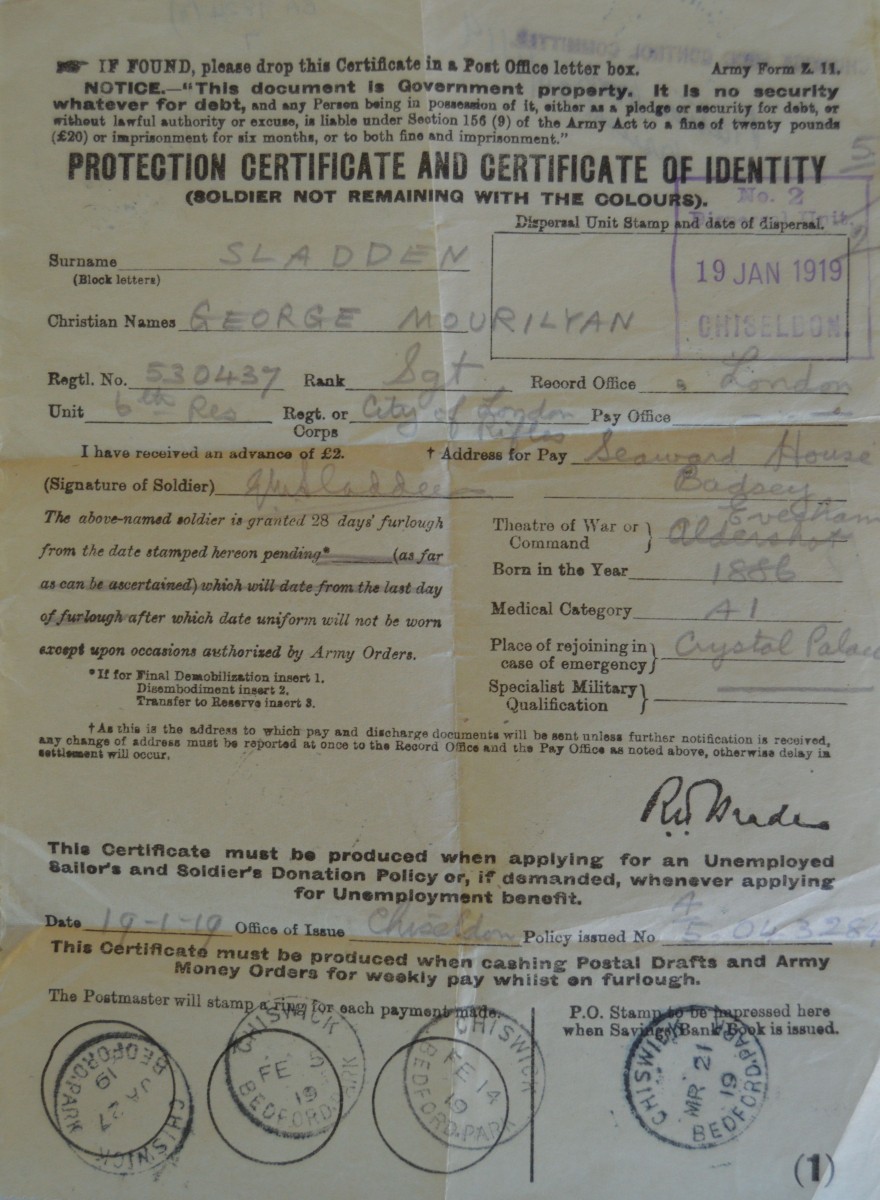 IF FOUND, please drop this Certificate in a Post Office letter box. Army Form Z. 11.
NOTICE.—"This document is Government property. It is no security
whatever for debt, and any Person being in possession of it, either as a pledge or security for debt, or
without lawful authority or excuse, is liable under Section 156 (9) of the Army Act to a fine of twenty pounds
(£20) or imprisonment for six months, or to both fine and imprisonment."
PROTECTION CERTIFICATE AND CERTIFICATE OF IDENTITY
(SOLDIER NOT REMAINING WITH THE COLOURS).
No. 2
Dispersal Unit Stamp and date of dispersal.
Dispersal Unit
19 JAN 1919
CHISELDON
Surname SLADDEN
(Block letters)
Christian Names GEORGE MOURILYAN
Regtl. No. 530437 Rank Sgt Record Office London
Unit 6th Res Regt. or Corps City of London Rifles Pay Office
I have received an advance of £2. † Address for Pay Seaward House
(Signature of Soldier) GMSladden Badsey
Evesham
The above-named soldier is granted 28 days' furlough
from the date stamped hereon pending* (as far
as can be ascertained) which will date from the last day
of furlough after which date uniform will not be worn
except upon occasions authorized by Army Orders.
*If for Final Demobilization insert 1.
Disembodiment insert 2.
Transfer to Reserve insert 3.
Theatre of War or Command Aldershot
Born in the Year 1886
Medical Category A1
Place of rejoining in case of emergency Crystal Palace
Specialist Military Qualification
†As this is the address to which pay and discharge documents will be sent unless further notification is received,
any change of address must be reported at once to the Record Office and the Pay Office as noted above, otherwise delay in
settlement will occur.
This Certificate must be produced when applying for an Unemployed
Sailor's and Soldier's Donation Policy or, if demanded, whenever applying
for Unemployment benefit.
Date 19-1-19 Office of Issue Chiseldon Policy issued No A 5.043284
This Certificate must be produced when cashing Postal Drafts and Army
Money Orders for weekly pay whilst on furlough.
The Postmaster will stamp a ring for each payment made.
P.O. Stamp to be impressed here
when Savings Bank Book is issued.
BEDFORD.PARK CHISWICK JA 27 19
CHISWICK BEDFORD.PARK FE 19
CHISWICK BEDFORD.PARK FE 14 19
CHISWICK BEDFORD.PARK MR 21 19
(1)